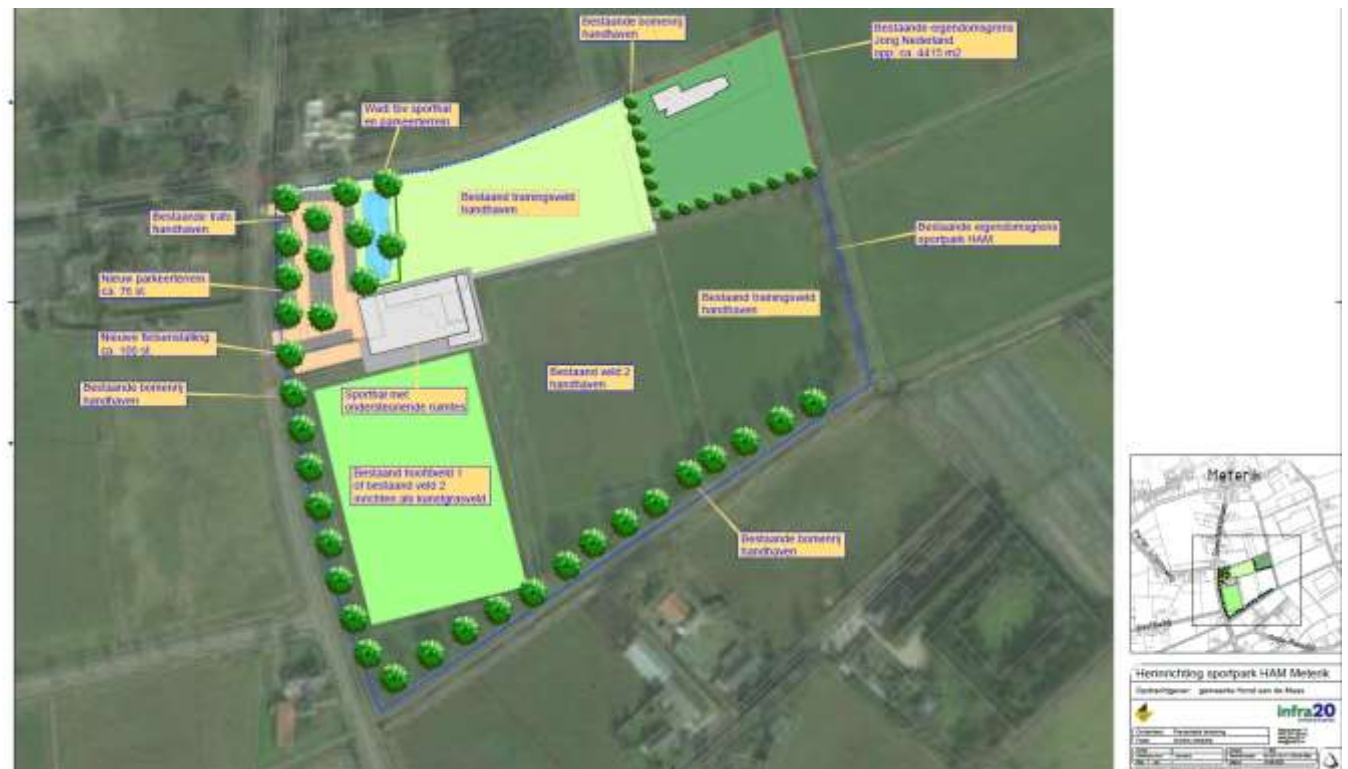 Bestaande bomenrij
handhaven
Bestaande eigendomsgrens
Jong Nederland
opp. ca. 4415 m2
Wadi tbv sporthal
en parkeerterrein
Bestaand trainingsveld
handhaven
Bestaande trafo
handhaven
Bestaande eigendomsgrens
sportpark HAM
Nieuw parkeerterrein
ca. 76 st.
Bestaand trainingsveld
handhaven
Nieuwe fietsenstalling
ca. 100 st.
Bestaand veld 2
handhaven
Bestaande bomenrij
handhaven
Sporthal met
ondersteunende ruimtes
Bestaand hoofdveld 1
of bestaand veld 2
inrichten als kunstgrasveld
Bestaande bomenrij
handhaven
Meterik
Herinrichting sportpark HAM Meterik
Opdrachtgever: gemeente Horst aan de Maas
infra20